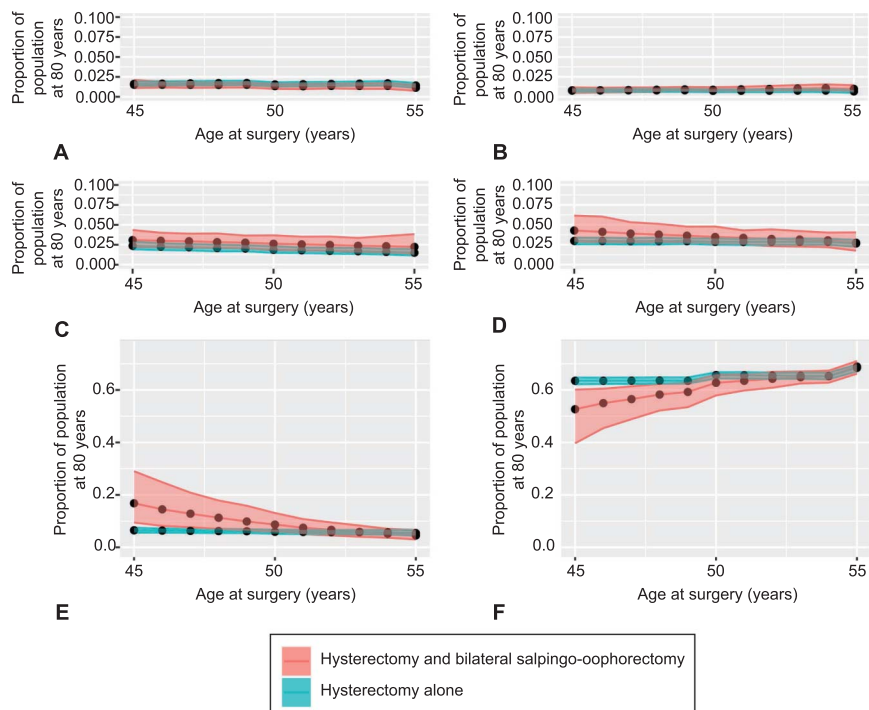 Proportion of
population
at 80 years
0.100
0.075
0.050
0.025
0.000
45
50
55
Age at surgery (years)
A
Proportion of
population
at 80 years
0.100
0.075
0.050
0.025
0.000
45
50
55
Age at surgery (years)
B
Proportion of
population
at 80 years
0.100
0.075
0.050
0.025
0.000
45
50
55
Age at surgery (years)
C
Proportion of
population
at 80 years
0.100
0.075
0.050
0.025
0.000
45
50
55
Age at surgery (years)
D
Proportion of population
at 80 years
0.6
0.4
0.2
0.0
45
50
55
Age at surgery (years)
E
Proportion of population
at 80 years
0.6
0.4
0.2
0.0
45
50
55
Age at surgery (years)
F
Hysterectomy and bilateral salpingo-oophorectomy
Hysterectomy alone